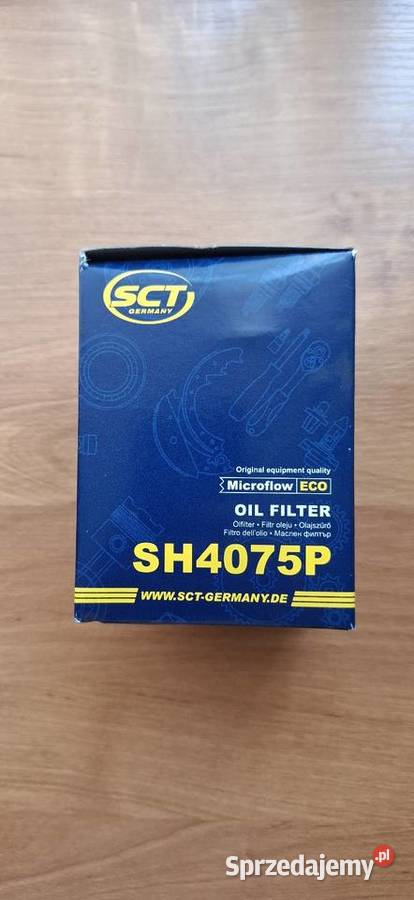 SCT
GERMANY
Original equipment quality
Microflow ECO
OIL FILTER
Ölfilter • Filtr oleju • Olajszűrő
Filtro dell'olio • Маслен филтър
SH4075P
WWW.SCT-GERMANY.DE
Sprzedajemy.pl